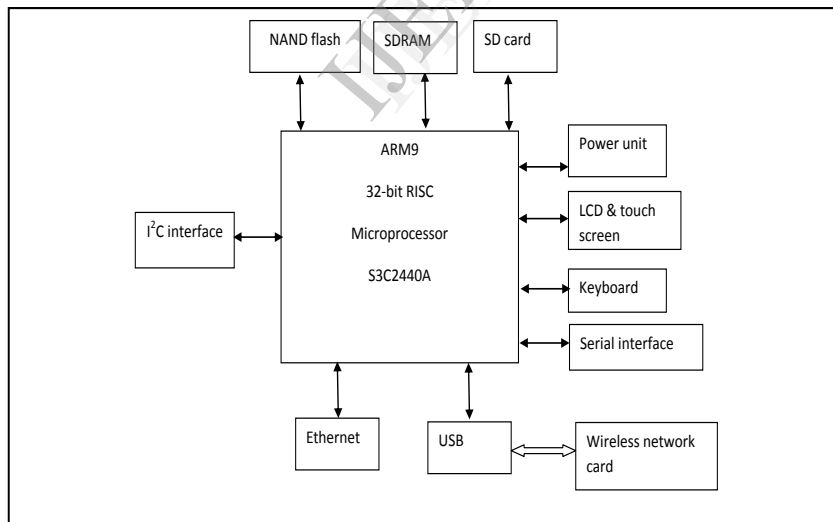 NAND flash
SDRAM
SD card
ARM9
32-bit RISC
Microprocessor
S3C2440A
Power unit
LCD & touch
screen
I²C interface
Keyboard
Serial interface
Ethernet
USB
Wireless network
card